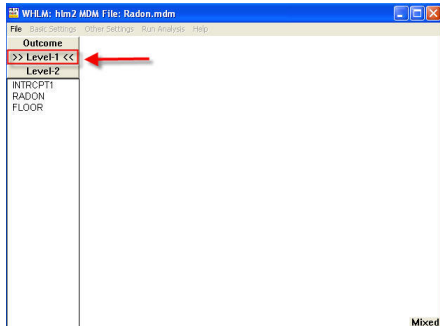 WHLM: hlm2 MDM File: Radon.mdm
File Basic Settings Other Settings Run Analysis Help
Outcome
>> Level-1 <<
Level-2
INTRCPT1
RADON
FLOOR
Mixed